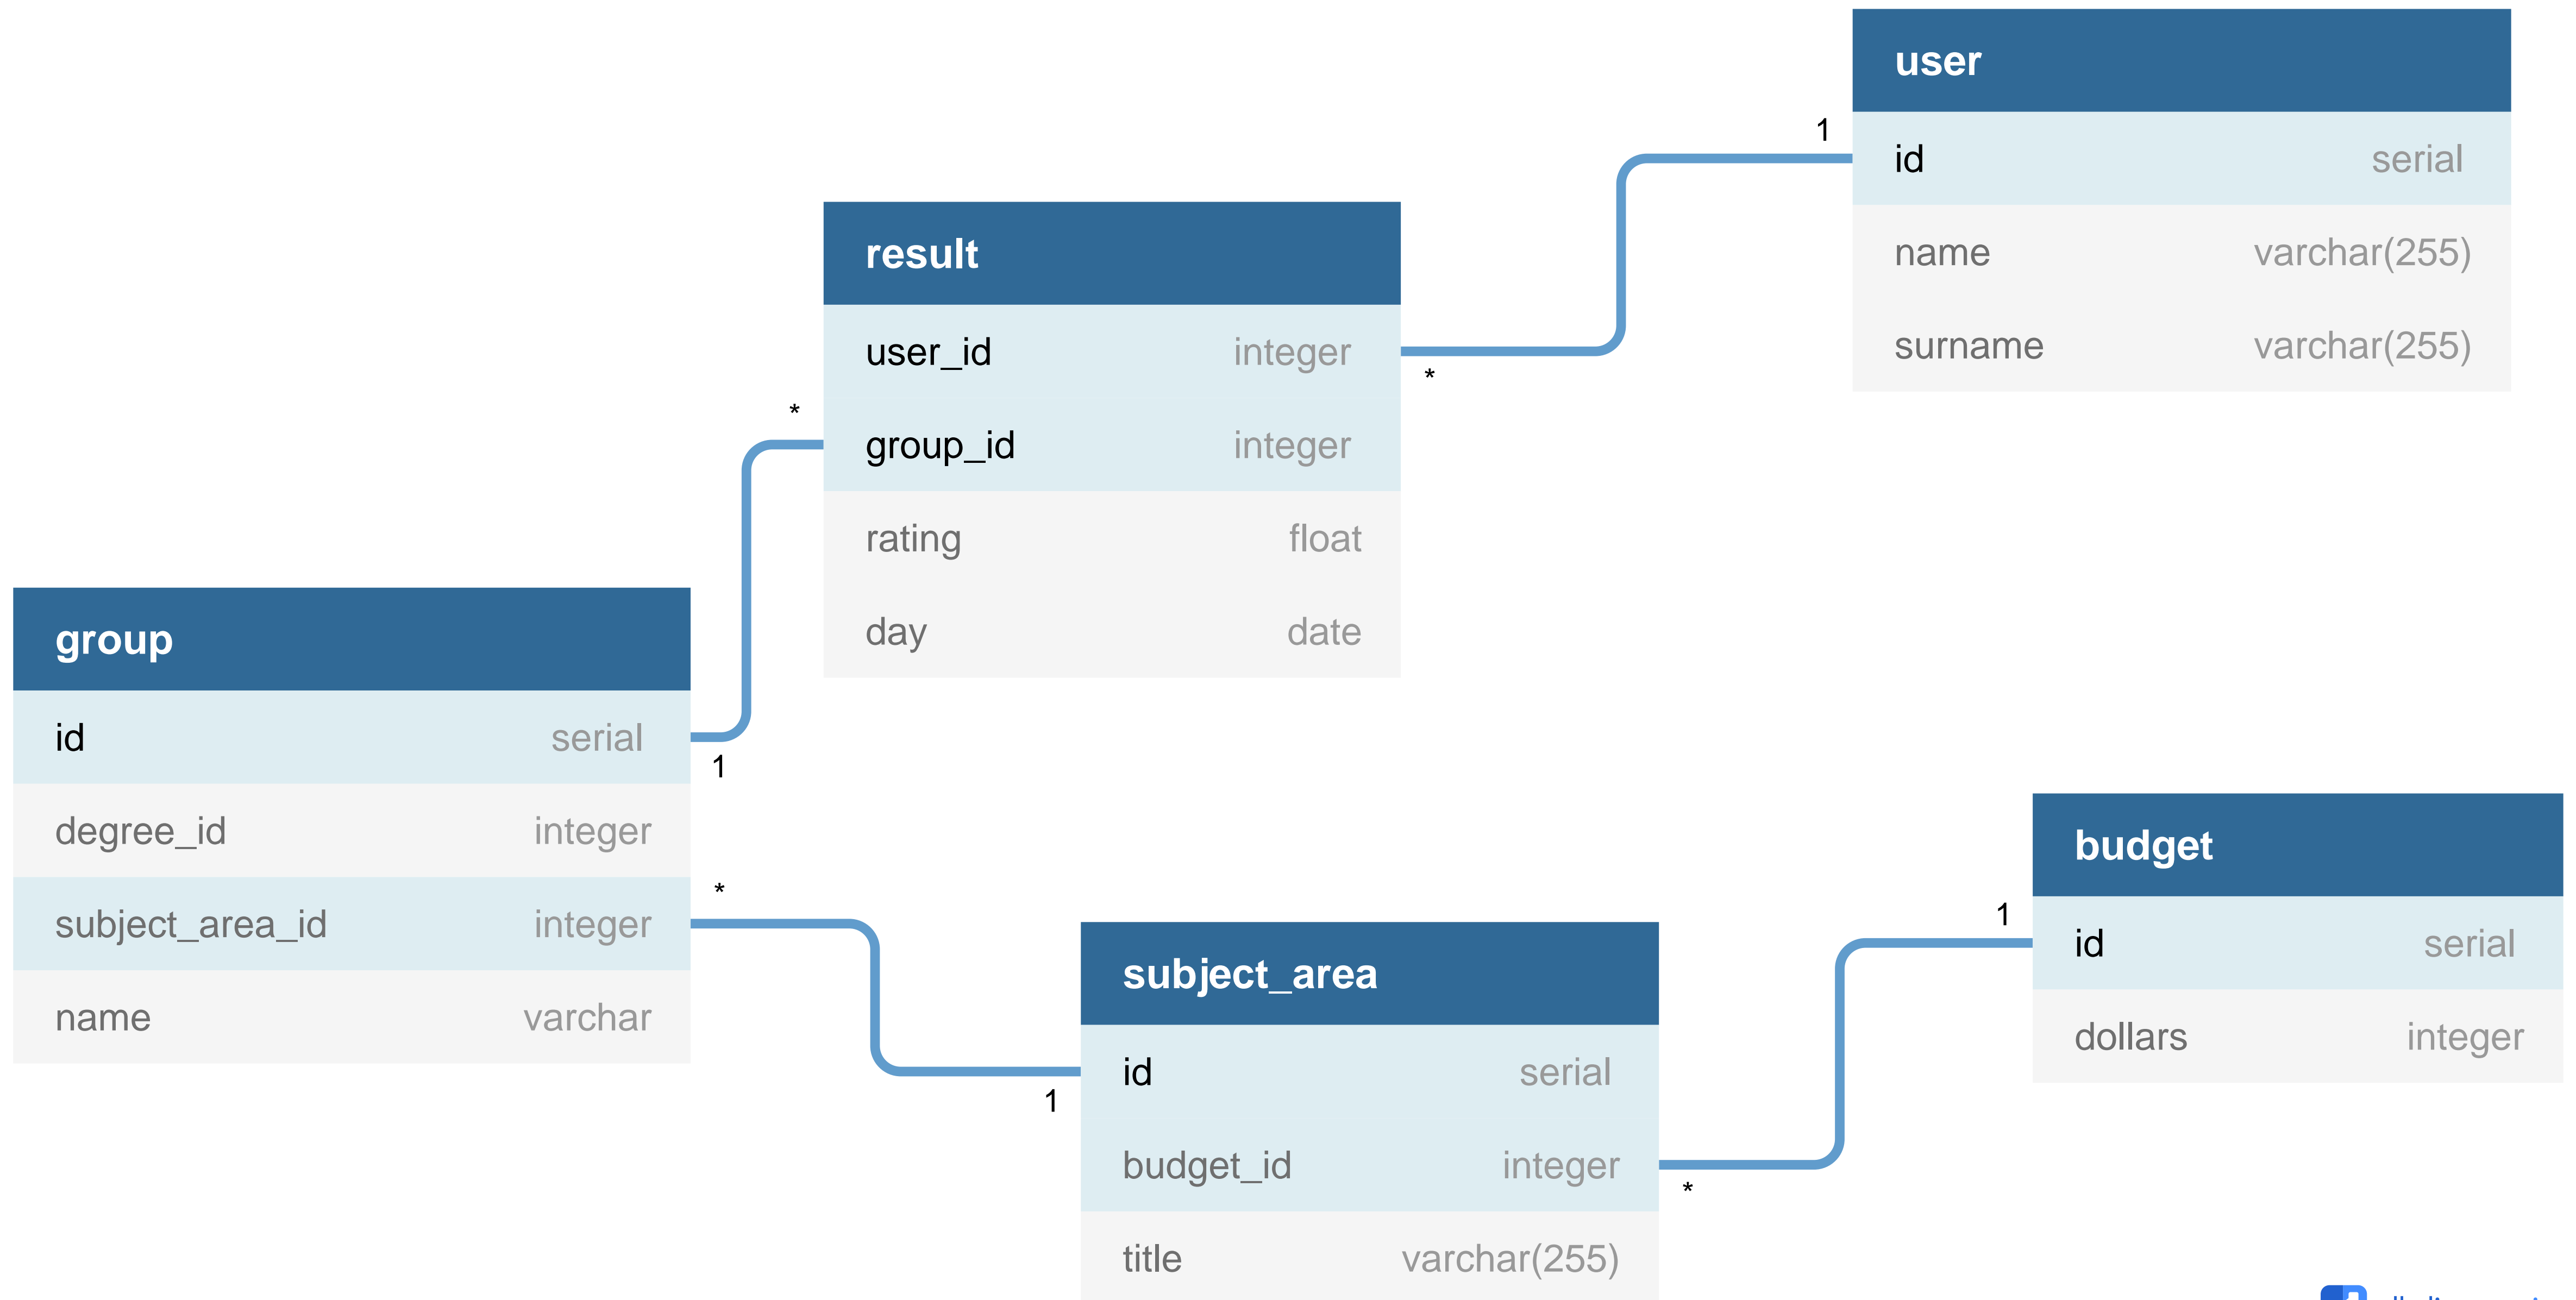 user
1
id serial
name varchar(255)
surname varchar(255)
result
user_id integer
*
*
group_id integer
rating float
day date
group
id serial
1
degree_id integer
*
subject_area_id integer
name varchar
budget
1
id serial
dollars integer
subject_area
id serial
1
budget_id integer
*
title varchar(255)